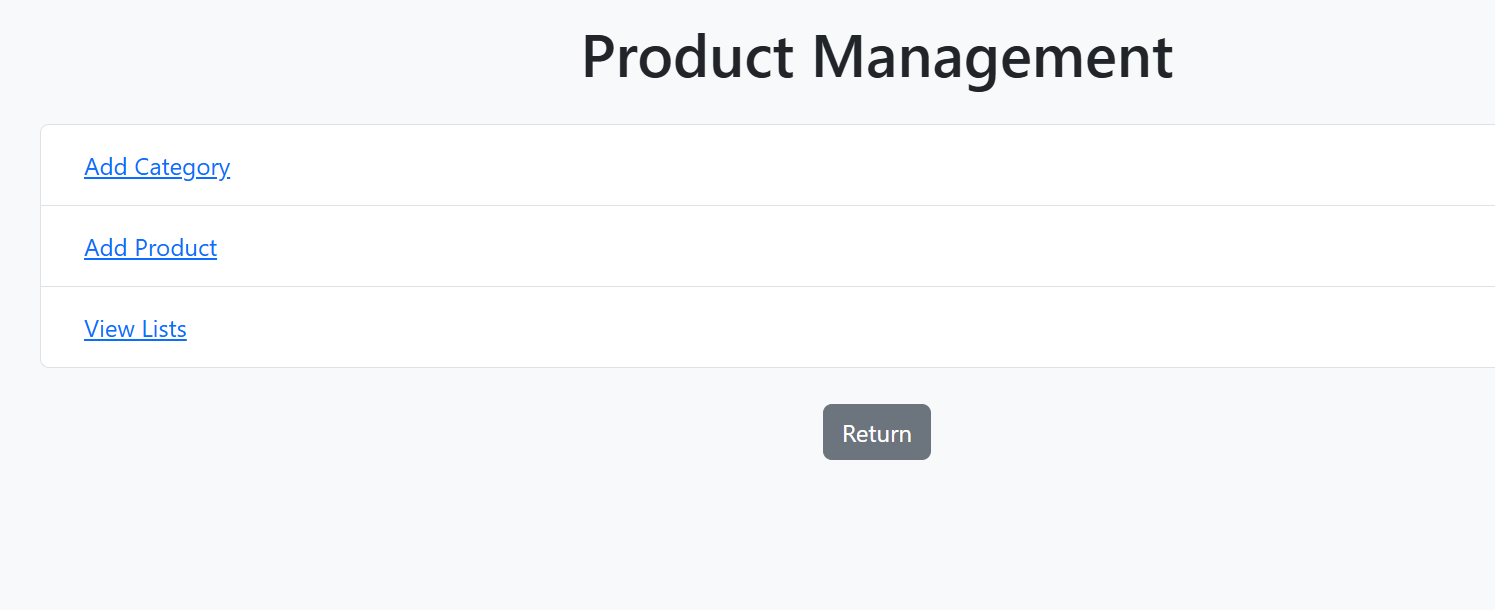 Product Management
Add Category
Add Product
View Lists
Return